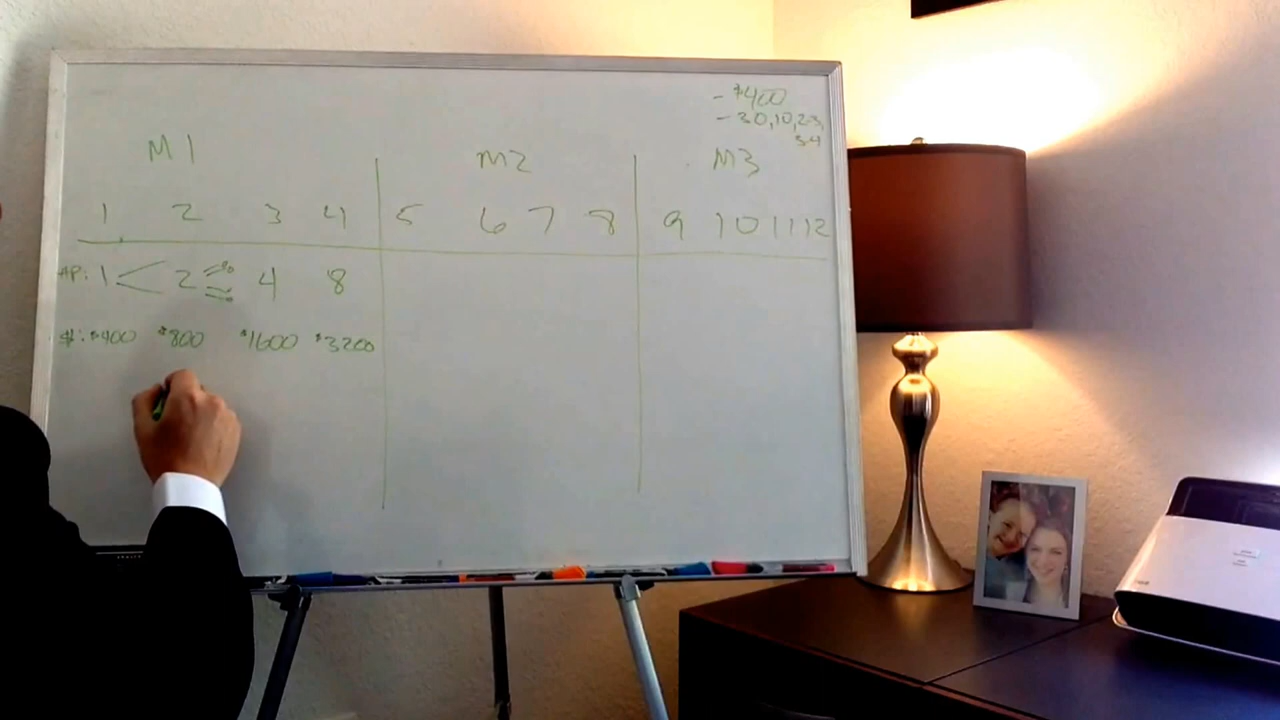 - $400
- 30,10,23,
34
M1 M2 M3
1 2 3 4 5 6 7 8 9 10 11 12
AP: 1 < 2 4 8
$: $400 $800 $1600 $3200